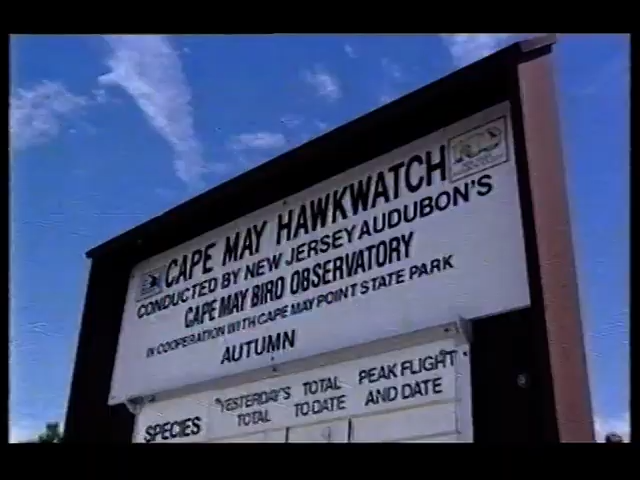 CAPE MAY HAWKWATCH
CONDUCTED BY NEW JERSEY AUDUBON'S
CAPE MAY BIRD OBSERVATORY
IN COOPERATION WITH CAPE MAY POINT STATE PARK
AUTUMN
SPECIES YESTERDAY'S TOTAL TOTAL TO DATE PEAK FLIGHT AND DATE
100